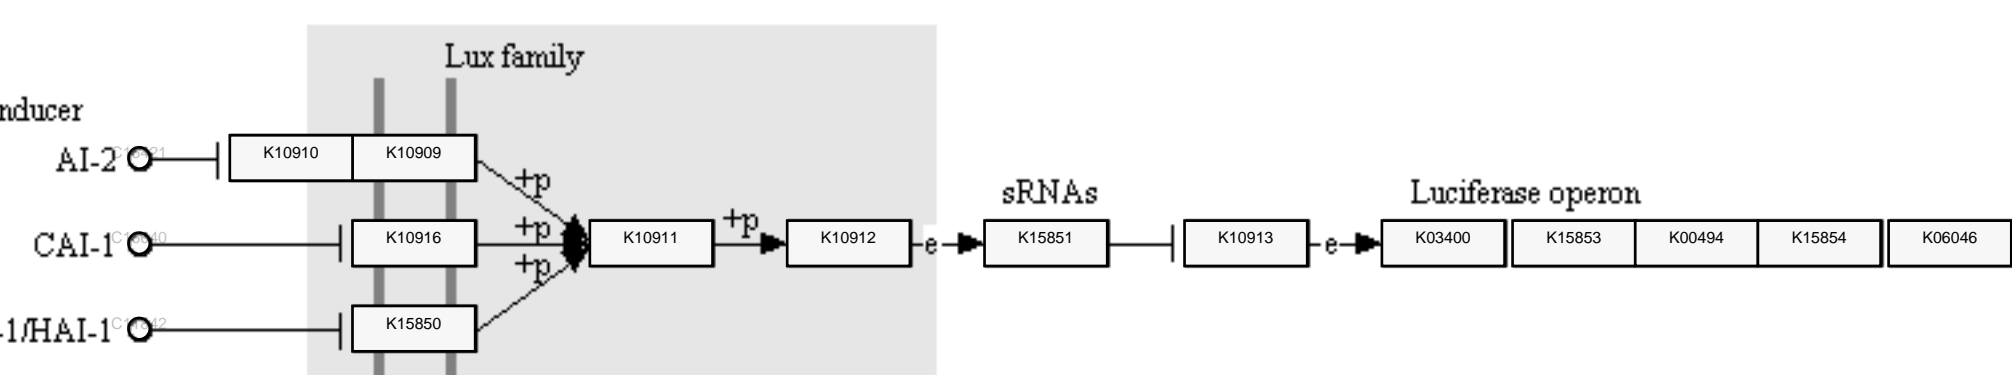 Lux family
nducer
AI-2
K10910 K10909
+p
sRNAs
Luciferase operon
CAI-1
K10916
+p
K10911
+p
K10912
e
K15851
K10913
e
K03400 K15853 K00494 K15854 K06046
+p
-1/HAI-1
K15850